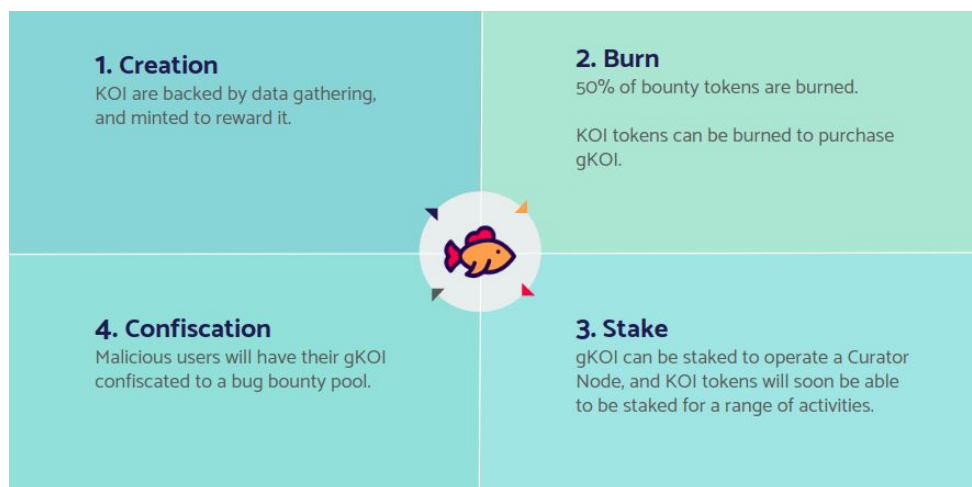 1. Creation
KOI are backed by data gathering,
and minted to reward it.
2. Burn
50% of bounty tokens are burned.
KOI tokens can be burned to purchase
gKOI.
4. Confiscation
Malicious users will have their gKOI
confiscated to a bug bounty pool.
3. Stake
gKOI can be staked to operate a Curator
Node, and KOI tokens will soon be able
to be staked for a range of activities.